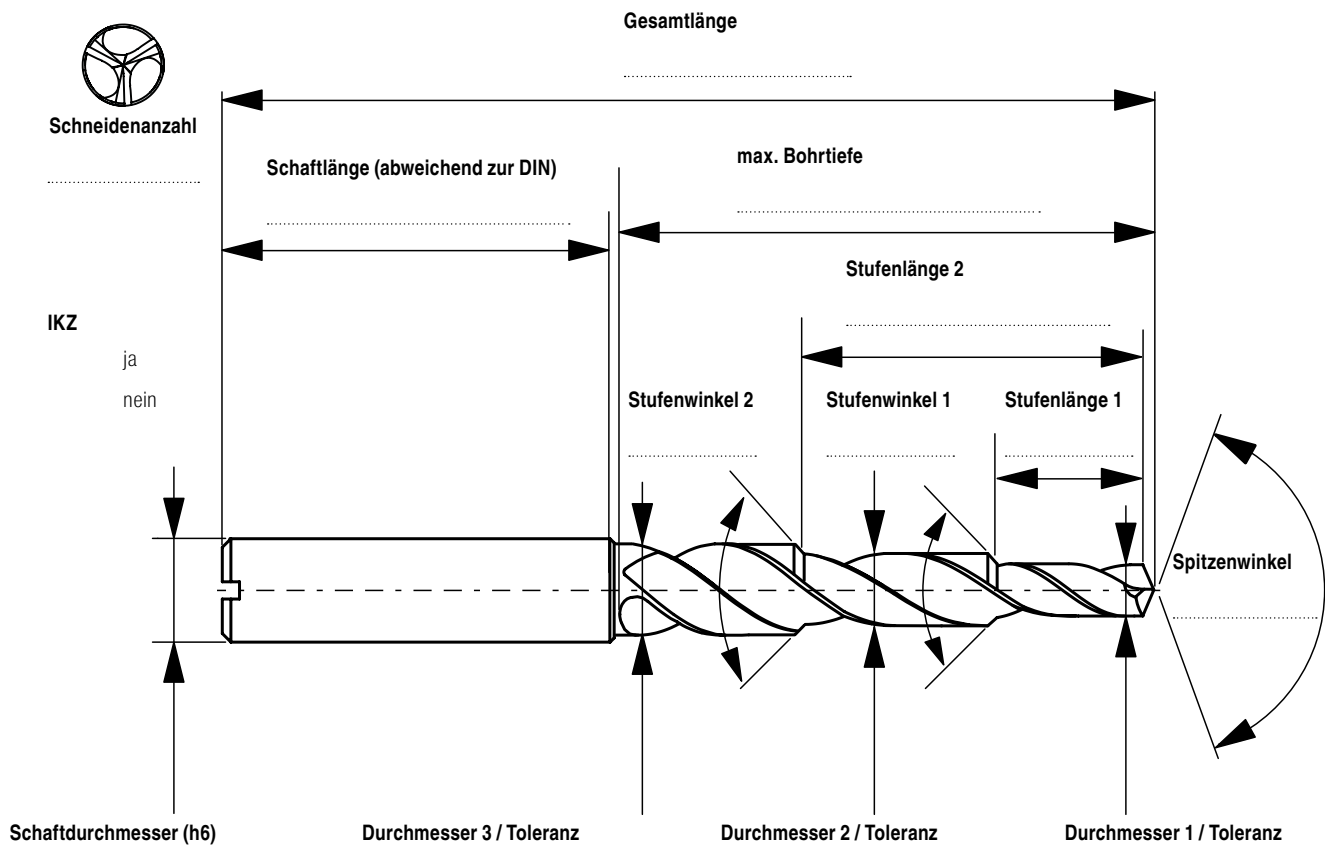 Gesamtlänge
Schneidenanzahl
Schaftlänge (abweichend zur DIN)
max. Bohrtiefe
Stufenlänge 2
IKZ
ja
nein
Stufenwinkel 2
Stufenwinkel 1
Stufenlänge 1
Spitzenwinkel
Schaftdurchmesser (h6)
Durchmesser 3 / Toleranz
Durchmesser 2 / Toleranz
Durchmesser 1 / Toleranz